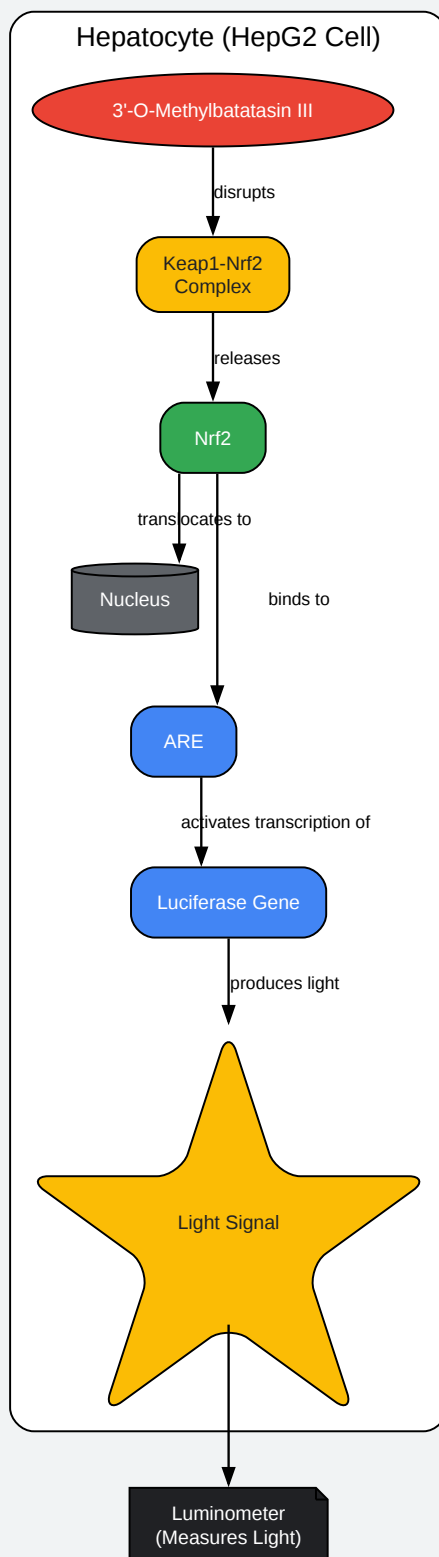 Hepatocyte (HepG2 Cell)
3'-O-Methylbatatasin III
disrupts
Keap1-Nrf2
Complex
releases
Nrf2
translocates to
Nucleus
binds to
ARE
activates transcription of
Luciferase Gene
produces light
Light Signal
Luminometer
(Measures Light)